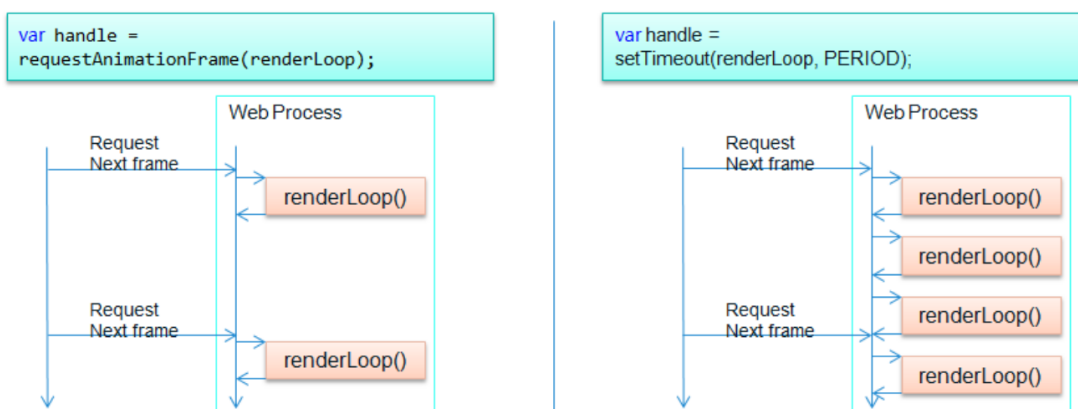 var handle =
requestAnimationFrame(renderLoop);
Web Process
Request
Next frame
renderLoop()
Request
Next frame
renderLoop()
var handle =
setTimeout(renderLoop, PERIOD);
Web Process
Request
Next frame
renderLoop()
renderLoop()
Request
Next frame
renderLoop()
renderLoop()